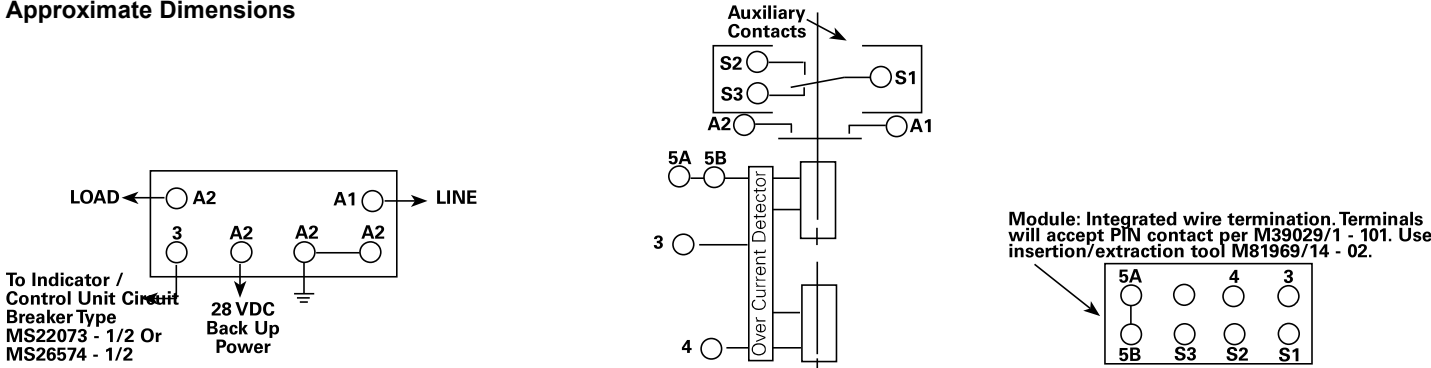 Approximate Dimensions
LOAD
A2
A1
LINE
3
A2
A2
A2
To Indicator /
Control Unit Circuit
Breaker Type
MS22073 - 1/2 Or
MS26574 - 1/2
28 VDC
Back Up
Power
Auxiliary
Contacts
S2
S1
S3
A2
A1
5A 5B
3
4
Over Current Detector
Module: Integrated wire termination. Terminals
will accept PIN contact per M39029/1 - 101. Use
insertion/extraction tool M81969/14 - 02.
5A 4 3
5B S3 S2 S1